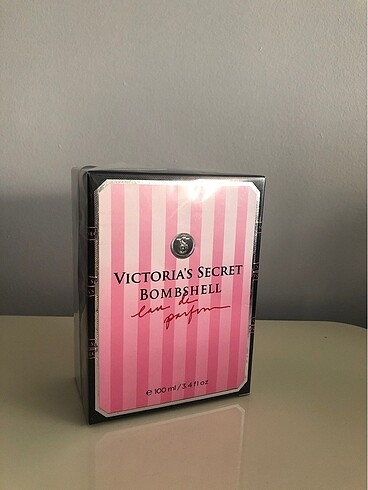 VICTORIA'S SECRET
BOMBSHELL
eau de
parfum
℮ 100 ml / 3.4 fl oz